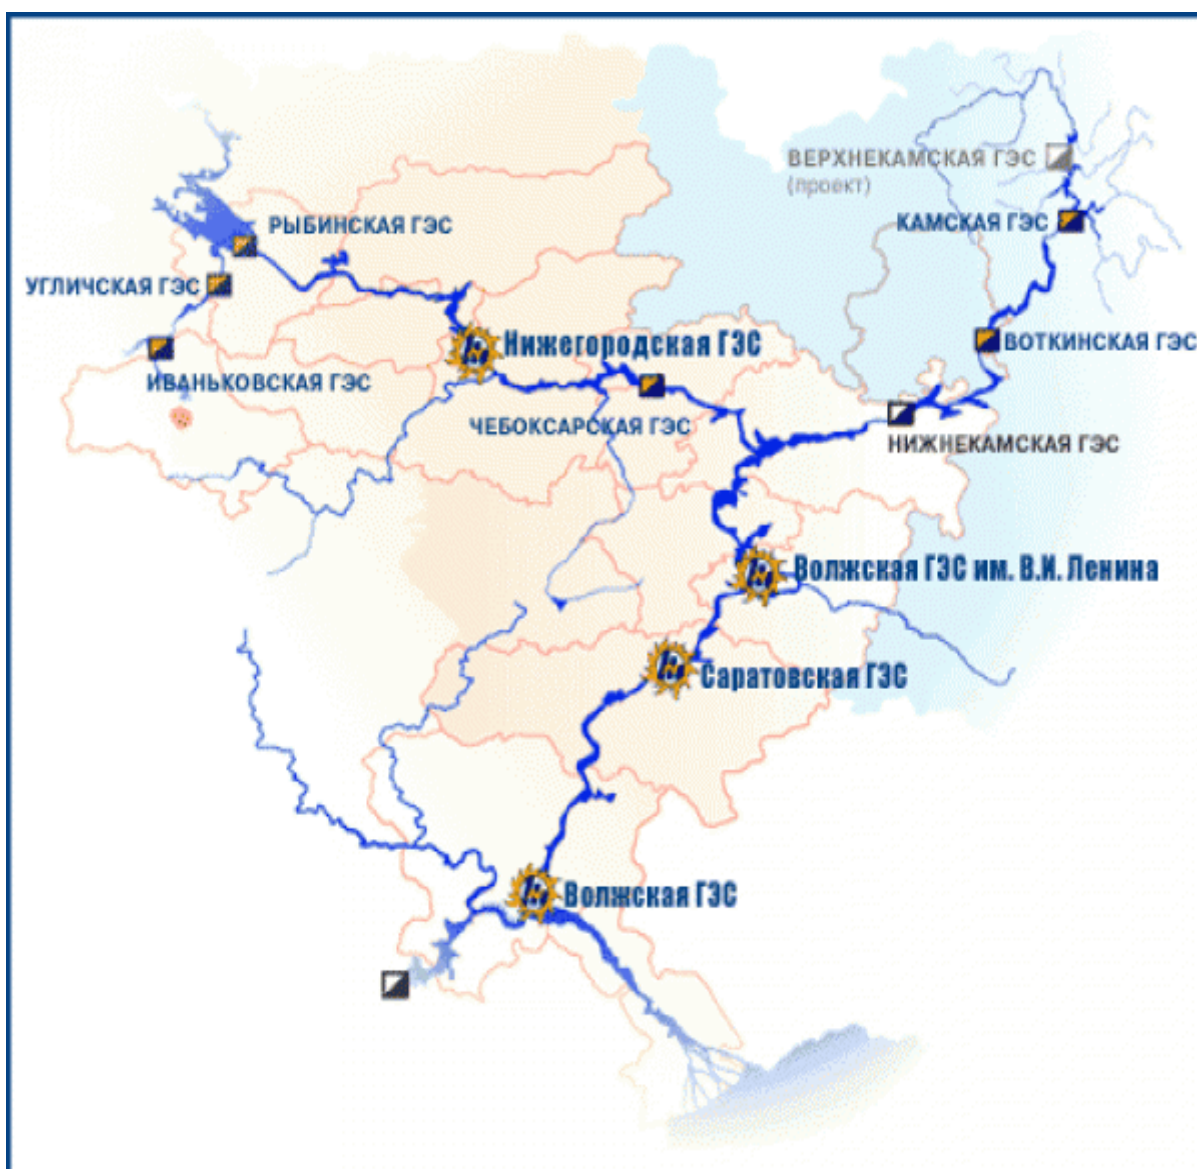 ВЕРХНЕКАМСКАЯ ГЭС
(проект)
КАМСКАЯ ГЭС
РЫБИНСКАЯ ГЭС
УГЛИЧСКАЯ ГЭС
Нижегородская ГЭС
ВОТКИНСКАЯ ГЭС
ИВАНЬКОВСКАЯ ГЭС
ЧЕБОКСАРСКАЯ ГЭС
НИЖНЕКАМСКАЯ ГЭС
Волжская ГЭС им. В.И. Ленина
Саратовская ГЭС
Волжская ГЭС